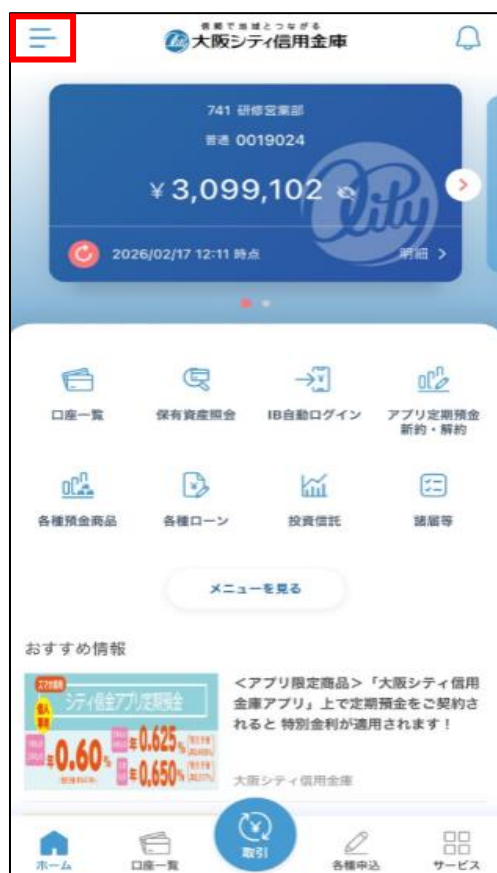 信頼で地域とつながる
大阪シティ信用金庫
741 研修営業部
普通 0019024
¥ 3,099,102
City
2026/02/17 12:11 時点
明細 >
口座一覧
保有資産照会
IB自動ログイン
アプリ定期預金
新約・解約
各種預金商品
各種ローン
投資信託
諸届等
メニューを見る
おすすめ情報
スマホ専用
シティ信金アプリ定期預金
個人専用
年0.60%
年0.625%
年0.650%
<アプリ限定商品>「大阪シティ信用
金庫アプリ」上で定期預金をご契約さ
れると 特別金利が適用されます!
大阪シティ信用金庫
ホーム
口座一覧
取引
各種申込
サービス